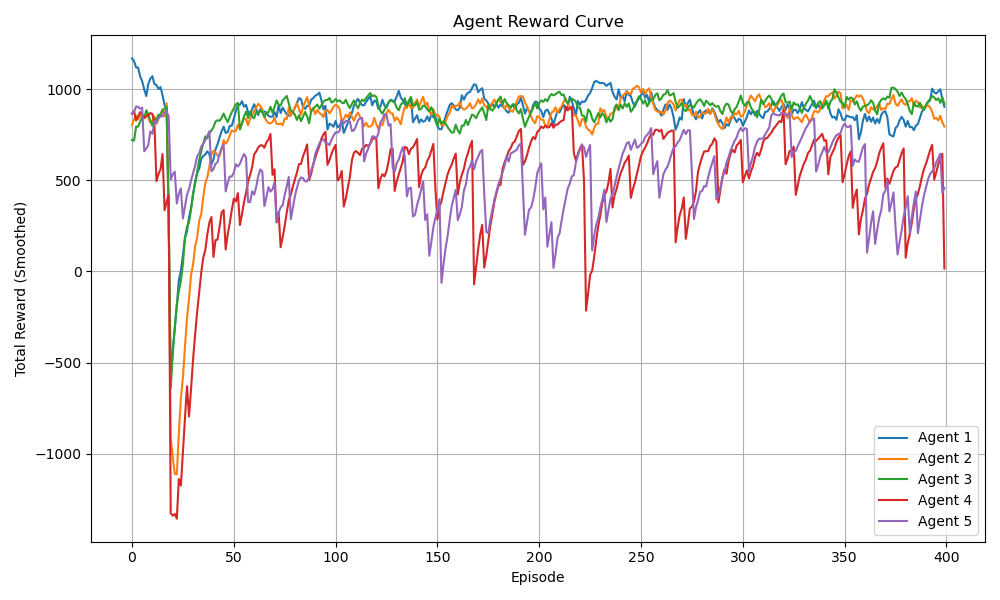 Agent Reward Curve
Total Reward (Smoothed)
1000
500
0
−500
−1000
0 50 100 150 200 250 300 350 400
Episode
Agent 1
Agent 2
Agent 3
Agent 4
Agent 5